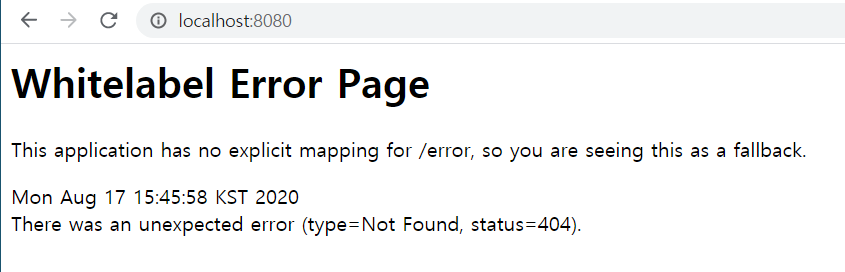 localhost:8080
Whitelabel Error Page
This application has no explicit mapping for /error, so you are seeing this as a fallback.
Mon Aug 17 15:45:58 KST 2020
There was an unexpected error (type=Not Found, status=404).